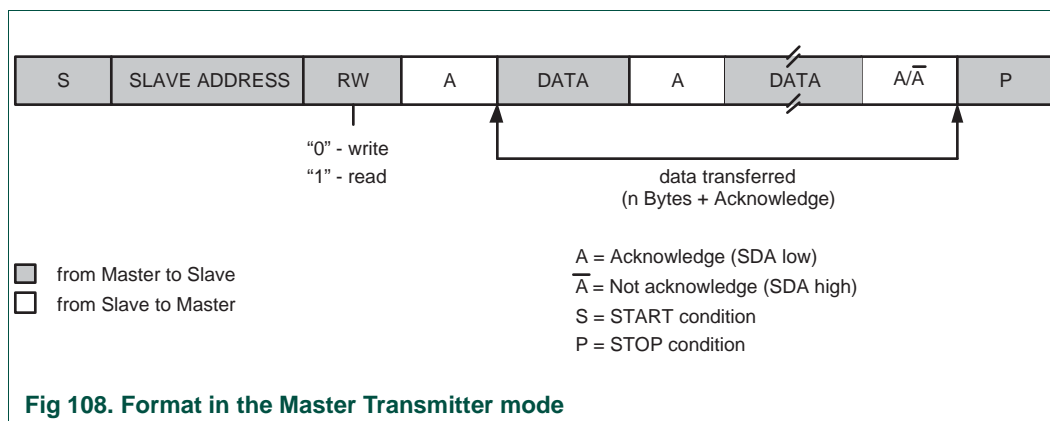 S SLAVE ADDRESS RW A DATA A DATA A/A̅ P
“0” - write
“1” - read
data transferred
(n Bytes + Acknowledge)
from Master to Slave
from Slave to Master
A = Acknowledge (SDA low)
A̅ = Not acknowledge (SDA high)
S = START condition
P = STOP condition
Fig 108. Format in the Master Transmitter mode